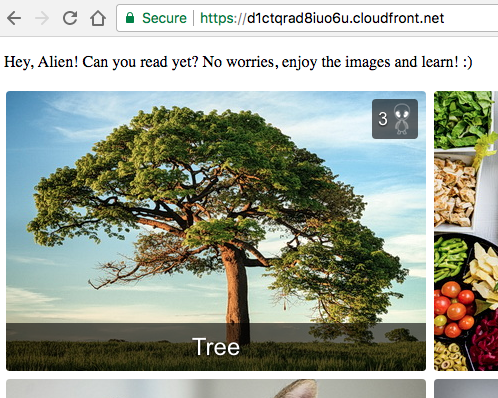 Secure | https://d1ctqrad8iuo6u.cloudfront.net
Hey, Alien! Can you read yet? No worries, enjoy the images and learn! :)
3
Tree